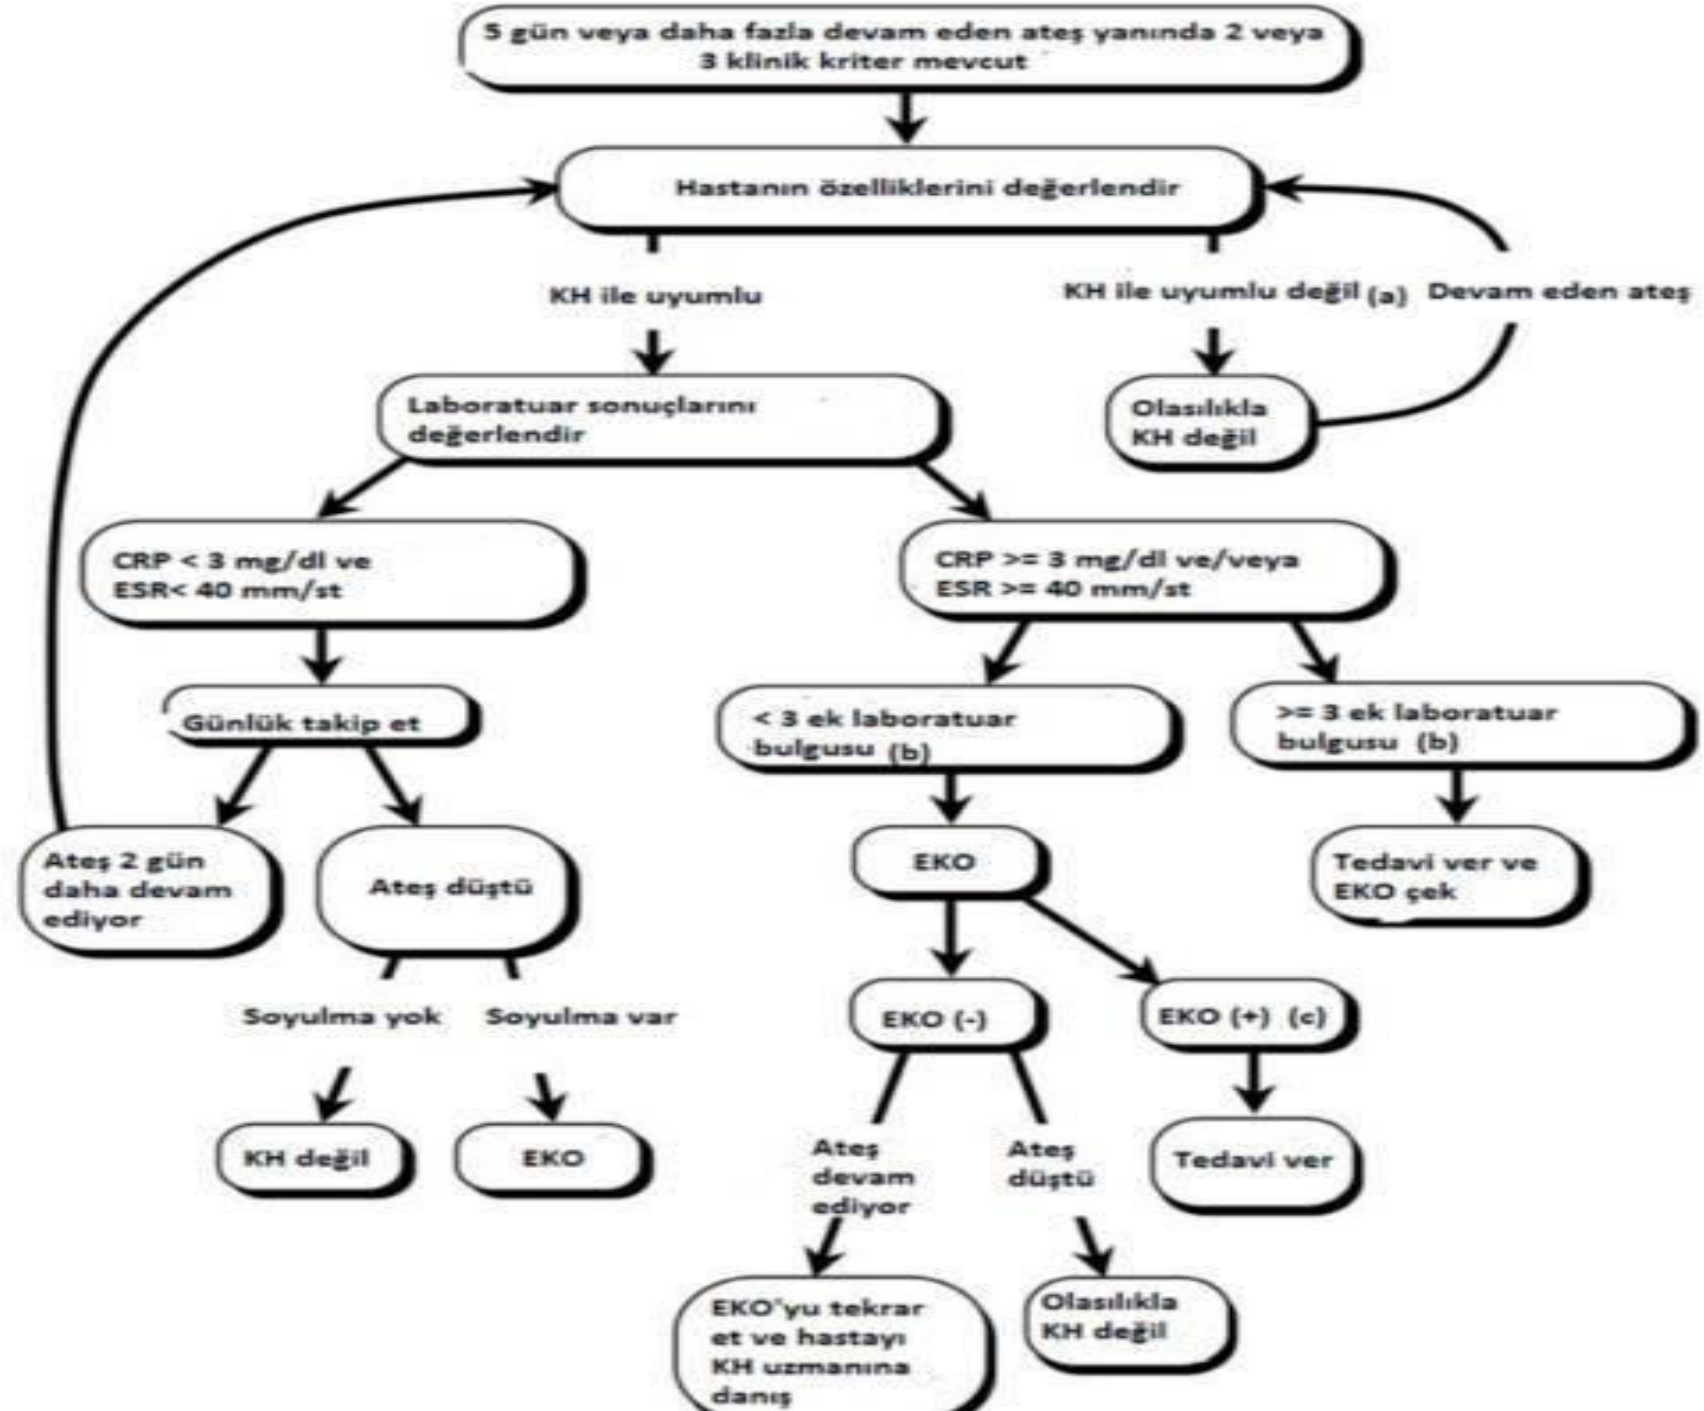 5 gün veya daha fazla devam eden ateş yanında 2 veya
3 klinik kriter mevcut
Hastanın özelliklerini değerlendir
KH ile uyumlu
KH ile uyumlu değil (a)
Devam eden ateş
Laboratuar sonuçlarını
değerlendir
Olasılıkla
KH değil
CRP < 3 mg/dl ve
ESR< 40 mm/st
CRP >= 3 mg/dl ve/veya
ESR >= 40 mm/st
Günlük takip et
< 3 ek laboratuar
bulgusu (b)
>= 3 ek laboratuar
bulgusu (b)
Ateş 2 gün
daha devam
ediyor
Ateş düştü
EKO
Tedavi ver ve
EKO çek
Soyulma yok
Soyulma var
EKO (-)
EKO (+) (c)
KH değil
EKO
Ateş
devam
ediyor
Ateş
düştü
Tedavi ver
EKO'yu tekrar
et ve hastayı
KH uzmanına
danış
Olasılıkla
KH değil